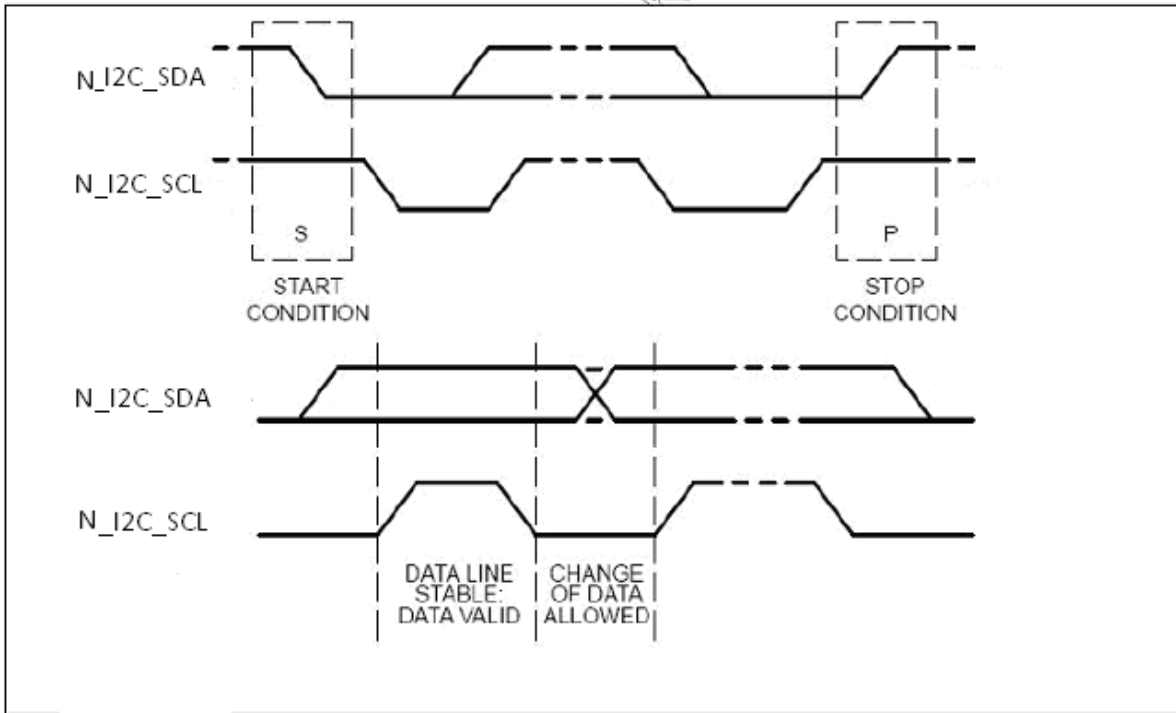 N_I2C_SDA
N_I2C_SCL
S
P
START
CONDITION
STOP
CONDITION
N_I2C_SDA
N_I2C_SCL
DATA LINE
STABLE:
DATA VALID
CHANGE
OF DATA
ALLOWED